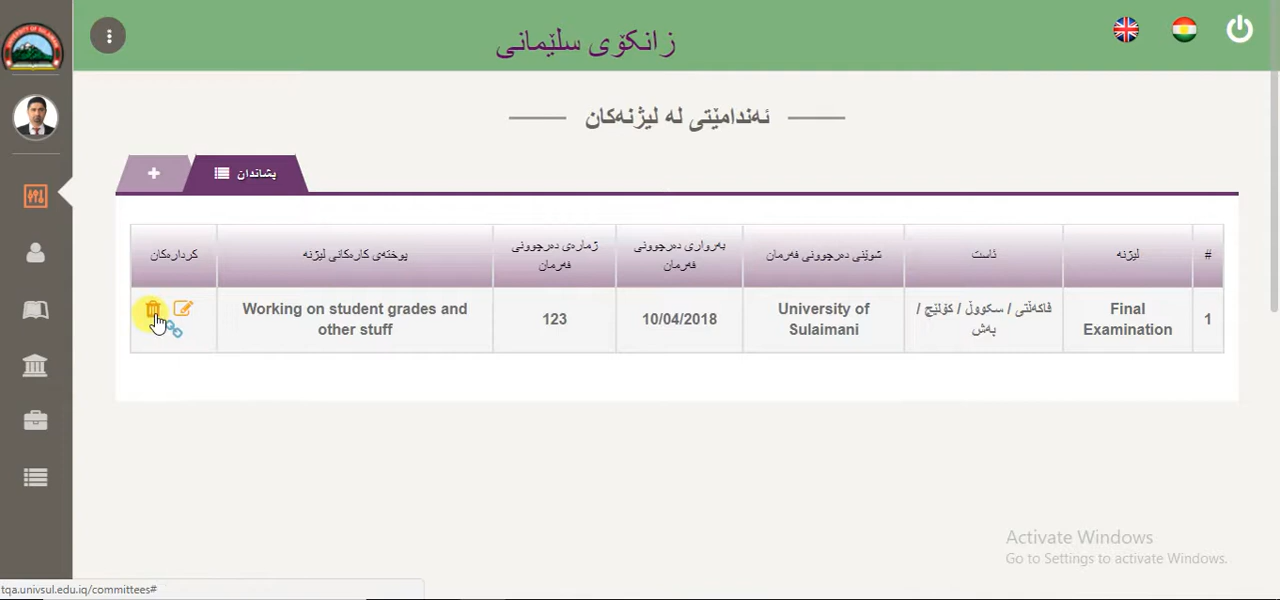 زانکۆی سلێمانی
ئەندامێتی لە لیژنەکان
پشاندان
#
لیژنە
ئاست
شوێنی دەرچوونی فەرمان
بەرواری دەرچوونی
فەرمان
ژمارەی دەرچوونی
فەرمان
پوختەی کارەکانی لیژنە
کردارەکان
1
Final
Examination
فاکەڵتی / سکووڵ / کۆلێج /
بەش
University of
Sulaimani
10/04/2018
123
Working on student grades and
other stuff
Activate Windows
Go to Settings to activate Windows.
tqa.univsul.edu.iq/committees#